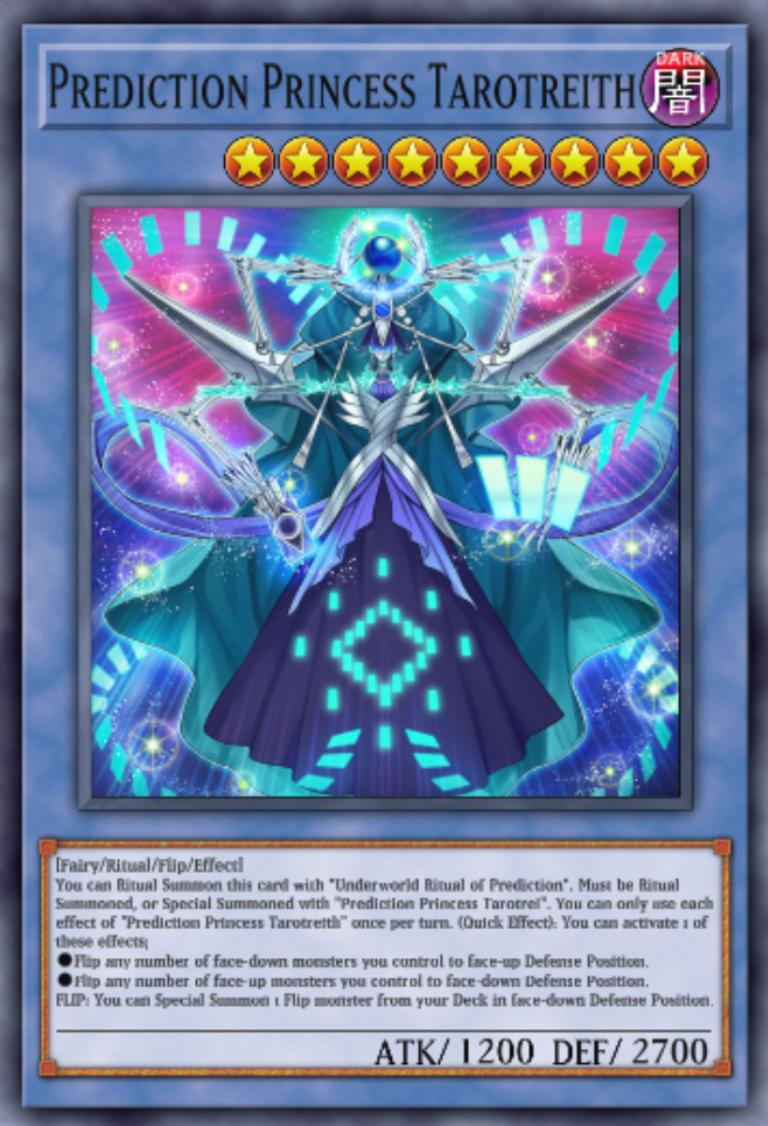 PREDICTION PRINCESS TAROTREITH
DARK
闇
[Fairy/Ritual/Flip/Effect]
You can Ritual Summon this card with "Underworld Ritual of Prediction". Must be Ritual
Summoned, or Special Summoned with "Prediction Princess Tarotrei". You can only use each
effect of "Prediction Princess Tarotreith" once per turn. (Quick Effect): You can activate 1 of
these effects;
●Flip any number of face-down monsters you control to face-up Defense Position.
●Flip any number of face-up monsters you control to face-down Defense Position.
FLIP: You can Special Summon 1 Flip monster from your Deck in face-down Defense Position.
ATK/ 1200 DEF/ 2700